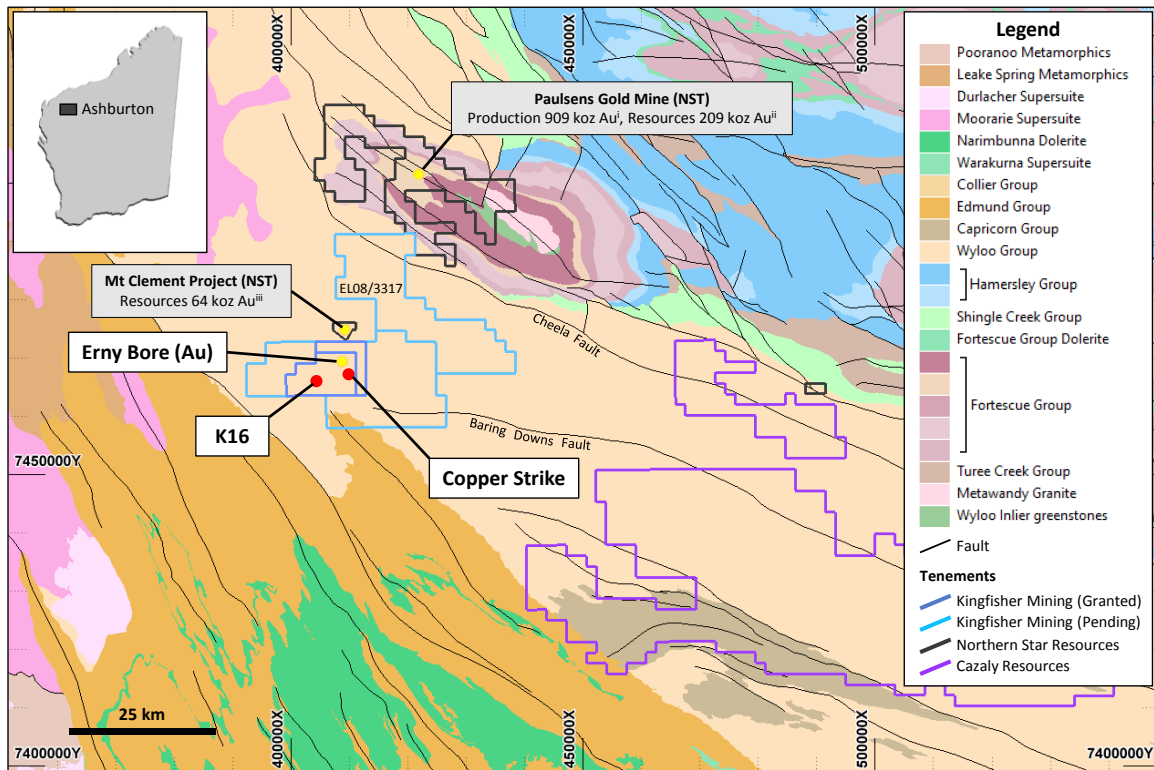 400000X
450000X
500000X
Ashburton
Paulsens Gold Mine (NST)
Production 909 koz Auⁱ, Resources 209 koz Auⁱⁱ
Mt Clement Project (NST)
Resources 64 koz Auⁱⁱⁱ
EL08/3317
Cheela Fault
Erny Bore (Au)
K16
Baring Downs Fault
Copper Strike
7450000Y
25 km
7400000Y
400000X
450000X
500000X
7400000Y
Legend
Pooranoo Metamorphics
Leake Spring Metamorphics
Durlacher Supersuite
Moorarie Supersuite
Narimbunna Dolerite
Warakurna Supersuite
Collier Group
Edmund Group
Capricorn Group
Wyloo Group
Hamersley Group
Shingle Creek Group
Fortescue Group Dolerite
Fortescue Group
Turee Creek Group
Metawandy Granite
Wyloo Inlier greenstones
Fault
Tenements
Kingfisher Mining (Granted)
Kingfisher Mining (Pending)
Northern Star Resources
Cazaly Resources